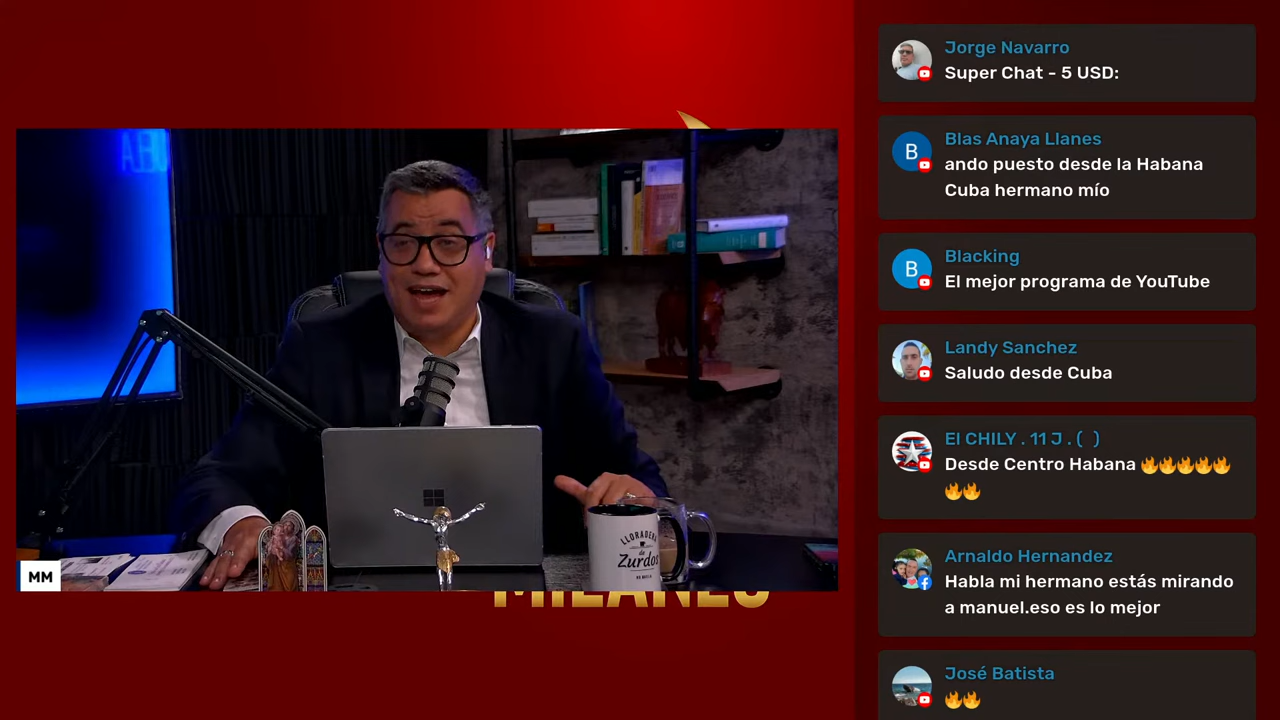 Jorge Navarro
Super Chat - 5 USD:
Blas Anaya Llanes
ando puesto desde la Habana
Cuba hermano mío
Blacking
El mejor programa de YouTube
Landy Sanchez
Saludo desde Cuba
El CHILY . 11 J . (   )
Desde Centro Habana 🔥🔥🔥🔥🔥
🔥🔥
Arnaldo Hernandez
Habla mi hermano estás mirando
a manuel.eso es lo mejor
José Batista
🔥🔥
B
B
LLORADERA
de
Zurdos
MM
MILANES